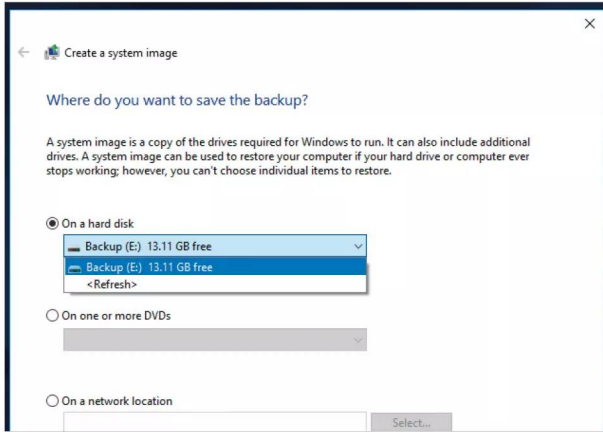 Create a system image
Where do you want to save the backup?
A system image is a copy of the drives required for Windows to run. It can also include additional
drives. A system image can be used to restore your computer if your hard drive or computer ever
stops working; however, you can't choose individual items to restore.
On a hard disk
Backup (E:) 13.11 GB free
Backup (E:) 13.11 GB free
<Refresh>
On one or more DVDs
On a network location
Select...